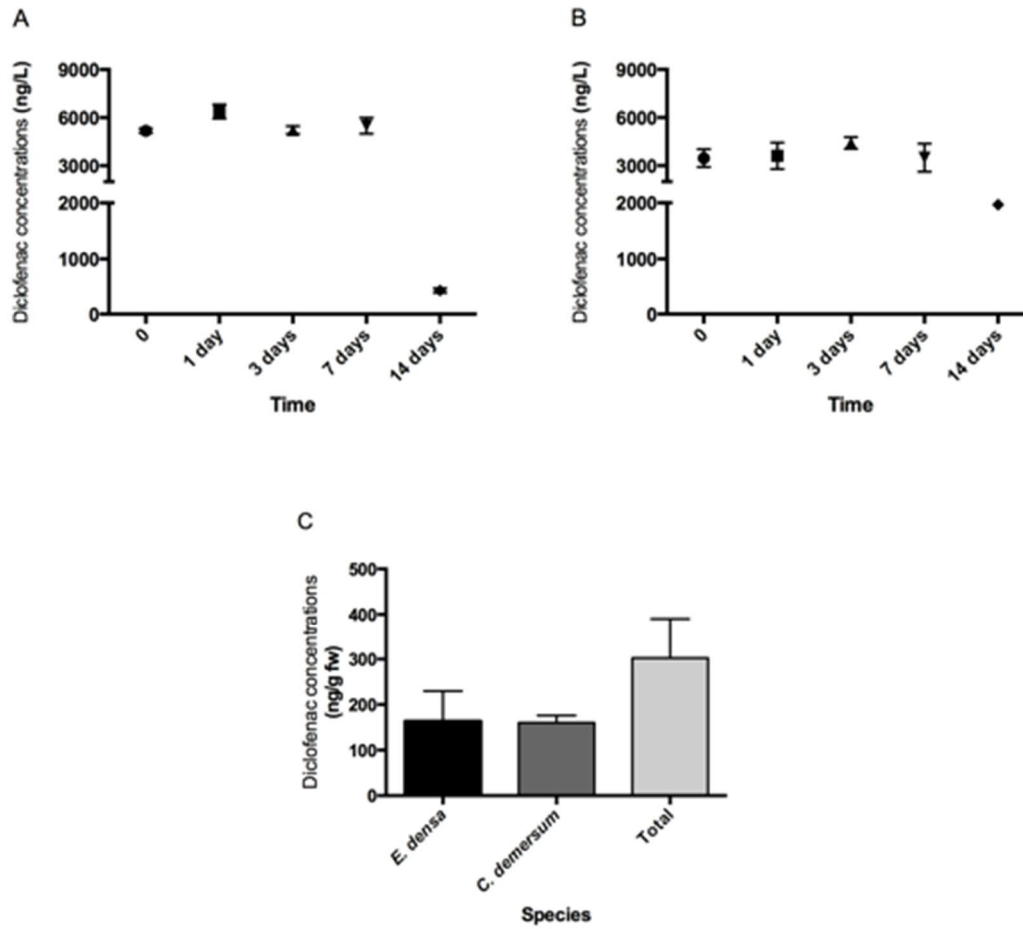 A
Diclofenac concentrations (ng/L)
9000
6000
3000
2000
1000
0
0
1 day
3 days
7 days
14 days
Time
B
Diclofenac concentrations (ng/L)
9000
6000
3000
2000
1000
0
0
1 day
3 days
7 days
14 days
Time
C
Diclofenac concentrations
(ng/g fw)
500
400
300
200
100
0
E. densa
C. demersum
Total
Species